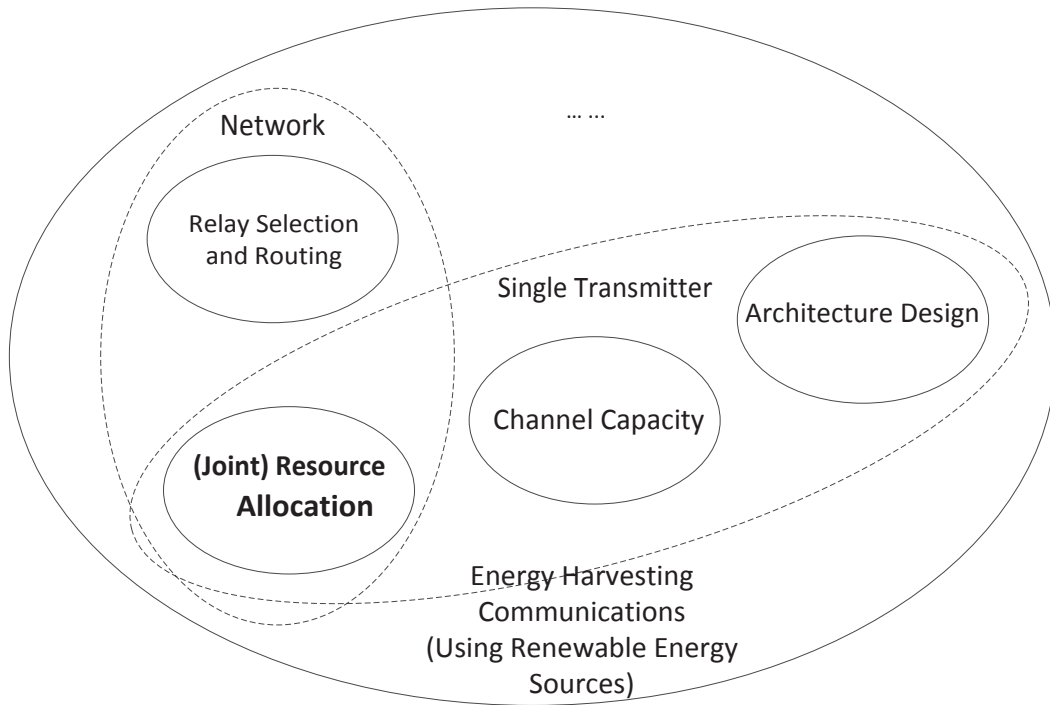 ... ...
Network
Relay Selection
and Routing
Single Transmitter
Architecture Design
Channel Capacity
(Joint) Resource
Allocation
Energy Harvesting
Communications
(Using Renewable Energy
Sources)